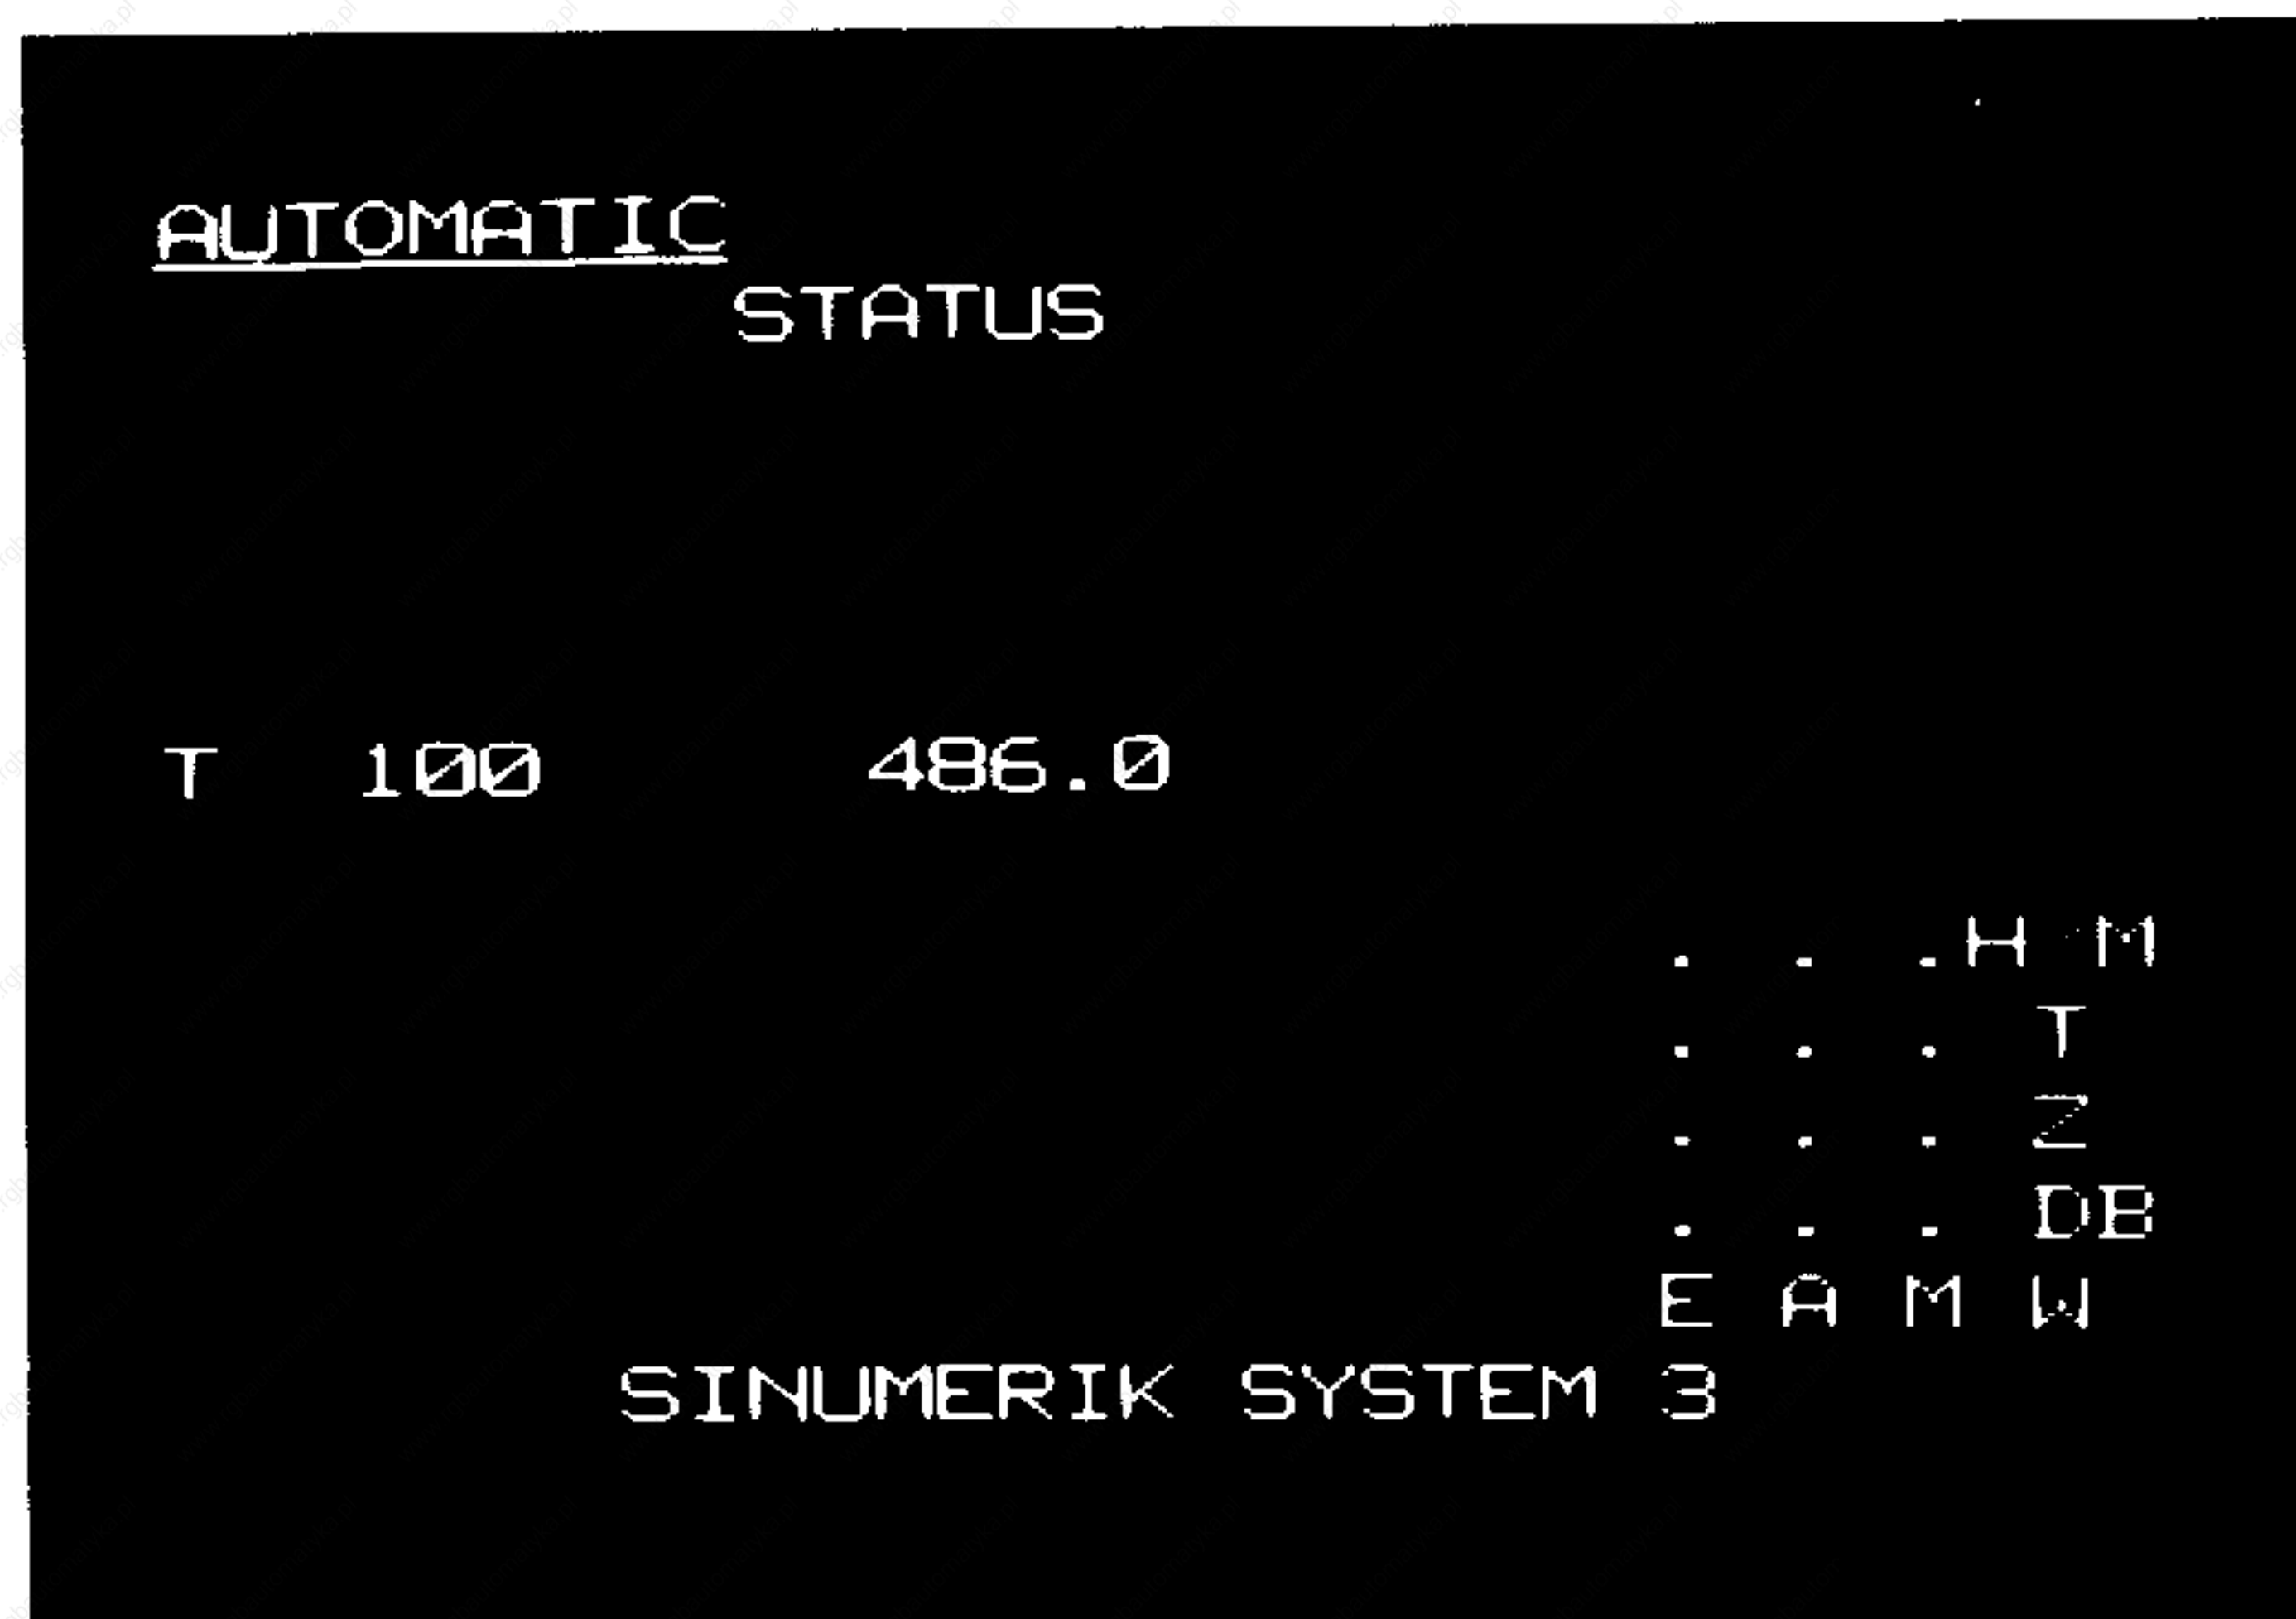 AUTOMATIC
STATUS
T 100 486.0
. . .H M
. . . T
. . . Z
. . . DB
E A M W
SINUMERIK SYSTEM 3